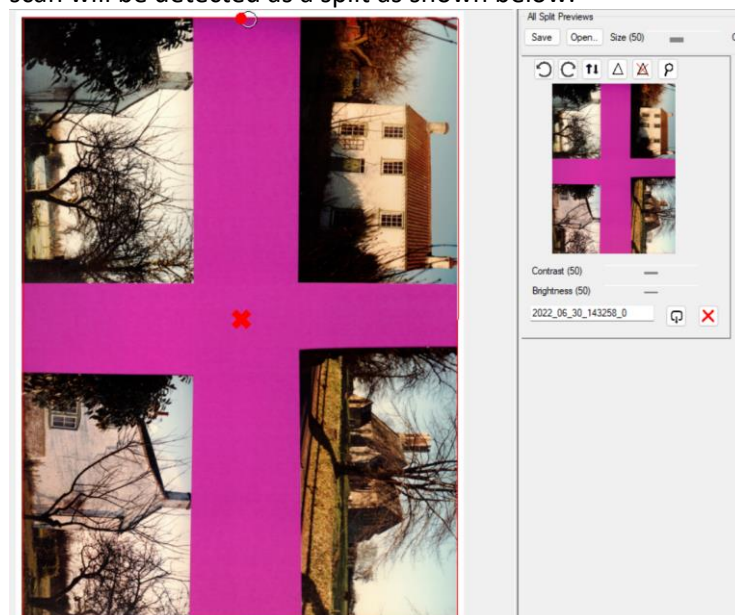 scan will be detected as a split as shown below:
All Split Previews
Save
Open..
Size (50)
Contrast (50)
Brightness (50)
2022_06_30_143258_0